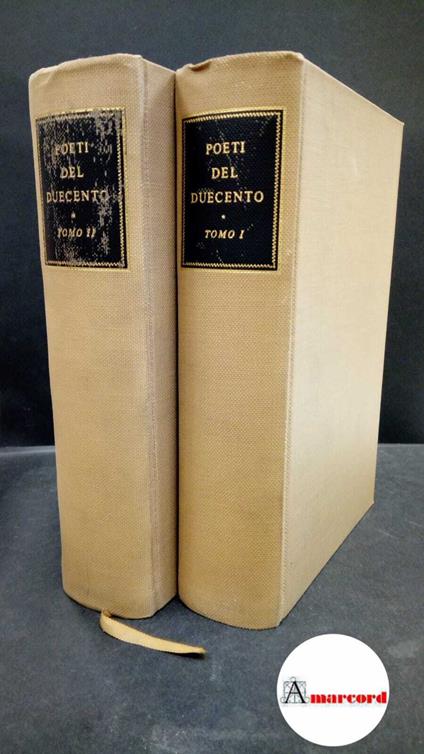 POETI
DEL
DUECENTO
*
TOMO II
POETI
DEL
DUECENTO
*
TOMO I
Amarcord